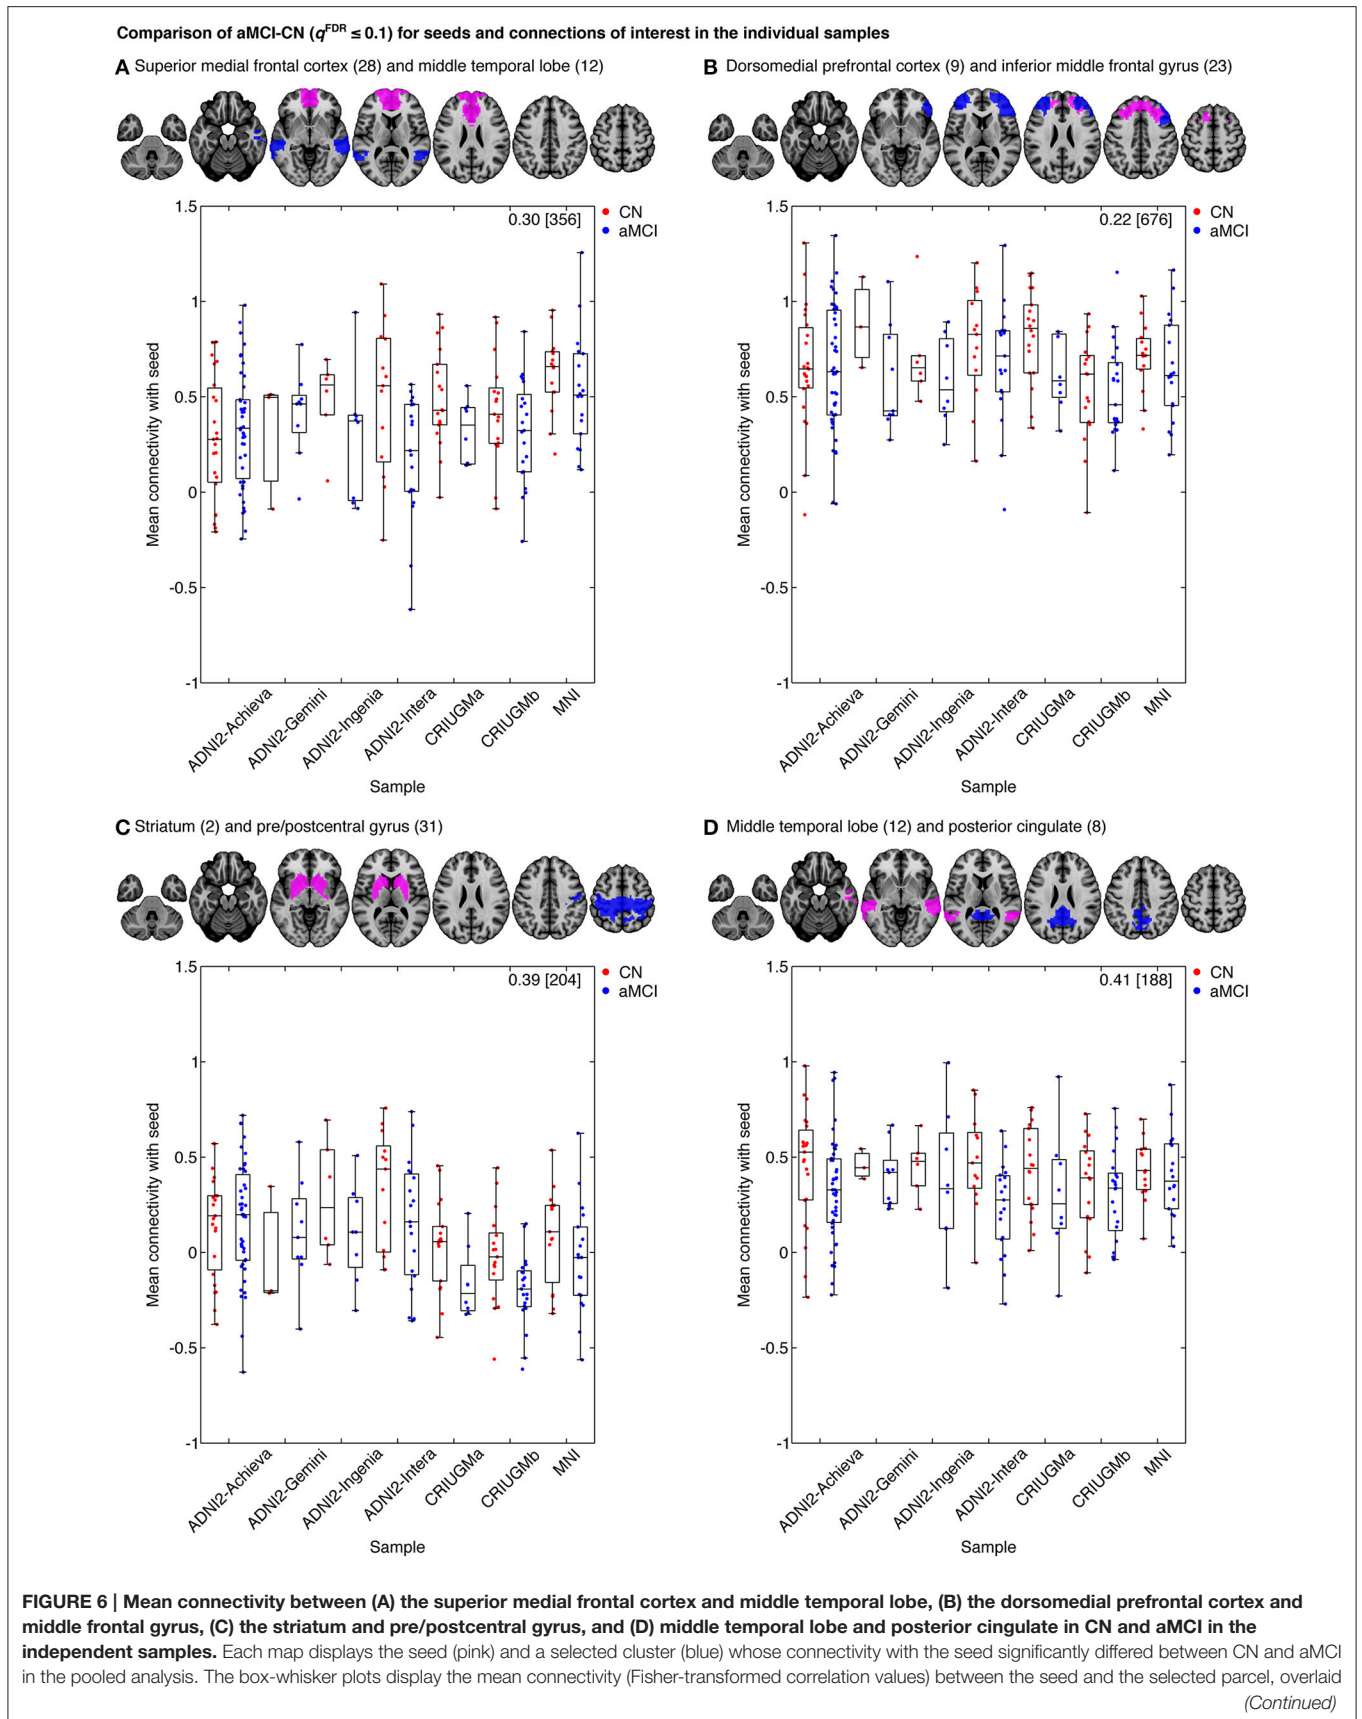 Comparison of aMCI-CN (q^FDR ≤ 0.1) for seeds and connections of interest in the individual samples
A Superior medial frontal cortex (28) and middle temporal lobe (12)
1.5
1
0.5
0
-0.5
-1
Mean connectivity with seed
0.30 [356]
CN
aMCI
ADNI2-Achieva
ADNI2-Gemini
ADNI2-Ingenia
ADNI2-Intera
CRIUGMa
CRIUGMb
MNI
Sample
B Dorsomedial prefrontal cortex (9) and inferior middle frontal gyrus (23)
1.5
1
0.5
0
-0.5
-1
Mean connectivity with seed
0.22 [676]
CN
aMCI
ADNI2-Achieva
ADNI2-Gemini
ADNI2-Ingenia
ADNI2-Intera
CRIUGMa
CRIUGMb
MNI
Sample
C Striatum (2) and pre/postcentral gyrus (31)
1.5
1
0.5
0
-0.5
-1
Mean connectivity with seed
0.39 [204]
CN
aMCI
ADNI2-Achieva
ADNI2-Gemini
ADNI2-Ingenia
ADNI2-Intera
CRIUGMa
CRIUGMb
MNI
Sample
D Middle temporal lobe (12) and posterior cingulate (8)
1.5
1
0.5
0
-0.5
-1
Mean connectivity with seed
0.41 [188]
CN
aMCI
ADNI2-Achieva
ADNI2-Gemini
ADNI2-Ingenia
ADNI2-Intera
CRIUGMa
CRIUGMb
MNI
Sample
FIGURE 6 | Mean connectivity between (A) the superior medial frontal cortex and middle temporal lobe, (B) the dorsomedial prefrontal cortex and
middle frontal gyrus, (C) the striatum and pre/postcentral gyrus, and (D) middle temporal lobe and posterior cingulate in CN and aMCI in the
independent samples. Each map displays the seed (pink) and a selected cluster (blue) whose connectivity with the seed significantly differed between CN and aMCI
in the pooled analysis. The box-whisker plots display the mean connectivity (Fisher-transformed correlation values) between the seed and the selected parcel, overlaid
(Continued)